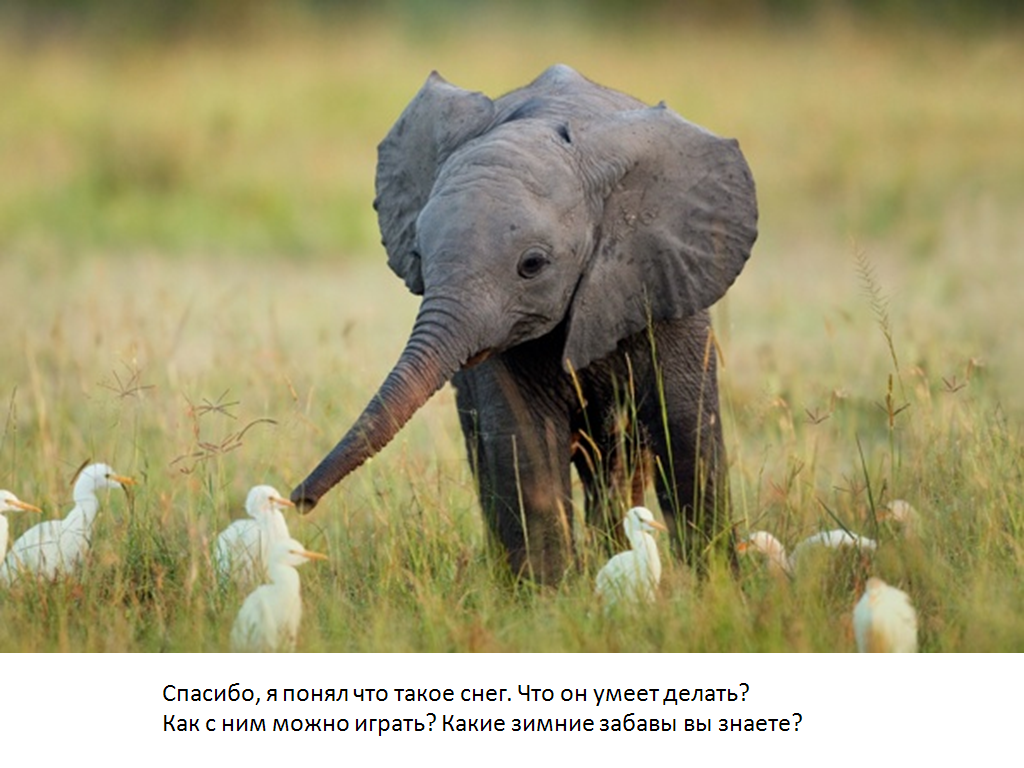 Спасибо, я понял что такое снег. Что он умеет делать?
Как с ним можно играть? Какие зимние забавы вы знаете?